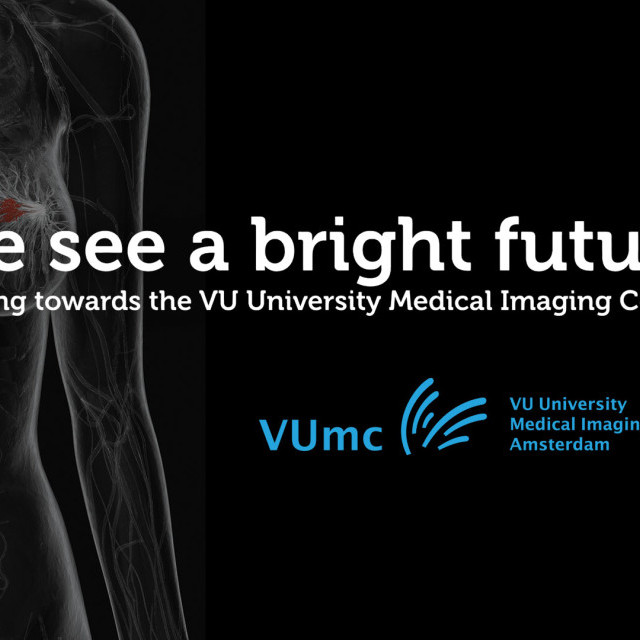 e see a bright futu
ng towards the VU University Medical Imaging C
VUmc
VU University
Medical Imagin
Amsterdam